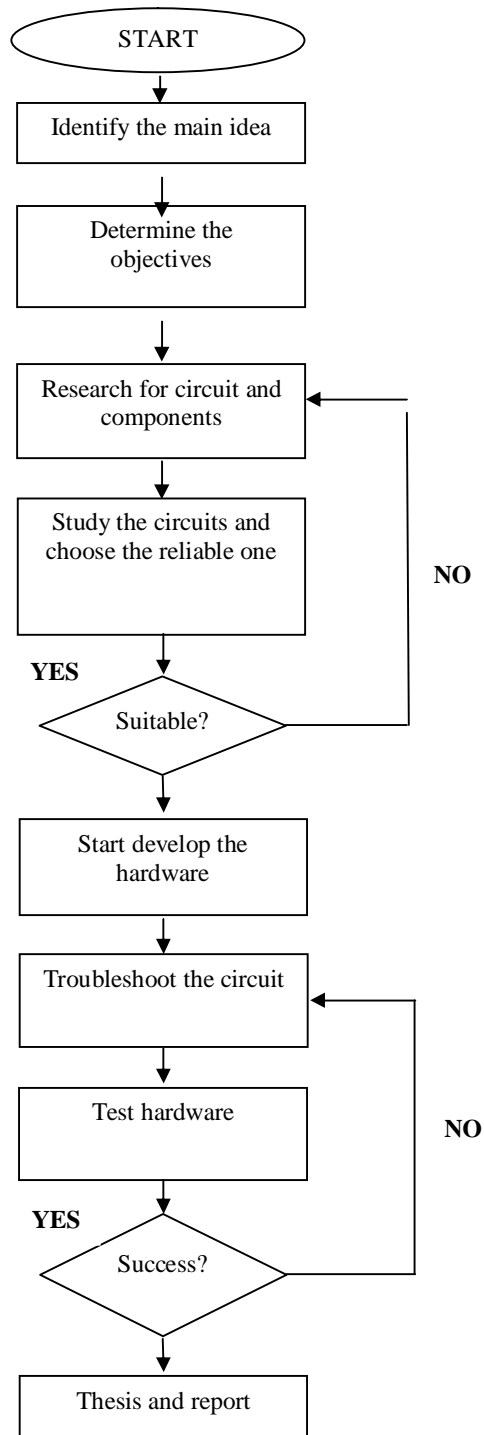 START
Identify the main idea
Determine the
objectives
Research for circuit and
components
Study the circuits and
choose the reliable one
NO
YES
Suitable?
Start develop the
hardware
Troubleshoot the circuit
Test hardware
NO
YES
Success?
Thesis and report